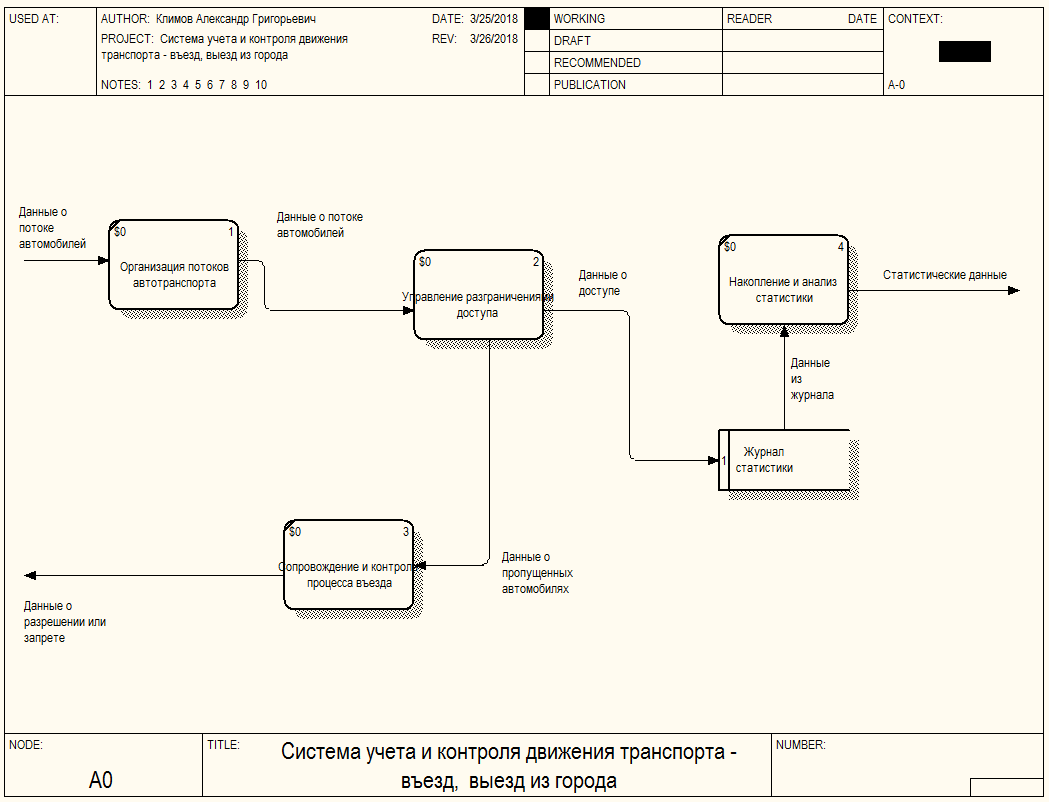 USED AT:
AUTHOR: Климов Александр Григорьевич
DATE: 3/25/2018
PROJECT: Система учета и контроля движения
транспорта - въезд, выезд из города
REV: 3/26/2018
NOTES: 1 2 3 4 5 6 7 8 9 10
WORKING
DRAFT
RECOMMENDED
PUBLICATION
READER DATE
CONTEXT:
A-0
Данные о
потоке
автомобилей
$0 1
Организация потоков
автотранспорта
Данные о потоке
автомобилей
$0 2
Управление разграничениями
доступа
Данные о
доступе
$0 4
Накопление и анализ
статистики
Статистические данные
Данные
из
журнала
1
Журнал
статистики
$0 3
Сопровождение и контроль
процесса въезда
Данные о
пропущенных
автомобилях
Данные о
разрешении или
запрете
NODE:
A0
TITLE:
Система учета и контроля движения транспорта -
въезд, выезд из города
NUMBER: